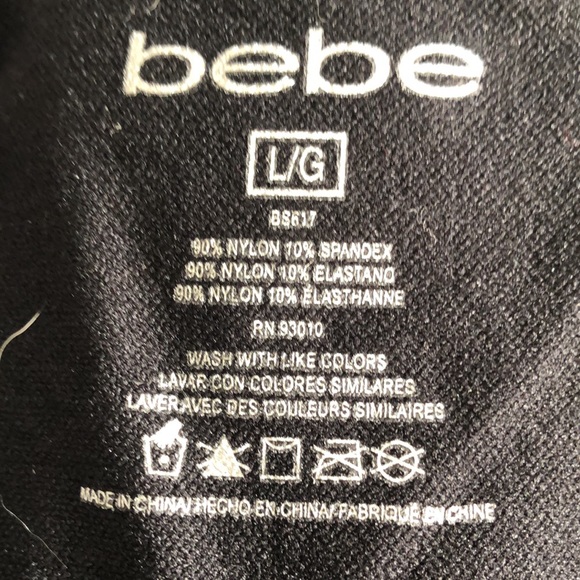 bebe
L/G
BS617
90% NYLON 10% SPANDEX
90% NYLON 10% ELASTANO
90% NYLON 10% ELASTHANNE
RN 93010
WASH WITH LIKE COLORS
LAVAR CON COLORES SIMILARES
LAVER AVEC DES COULEURS SIMILAIRES
MADE IN CHINA/ HECHO EN CHINA/ FABRIQUE EN CHINE